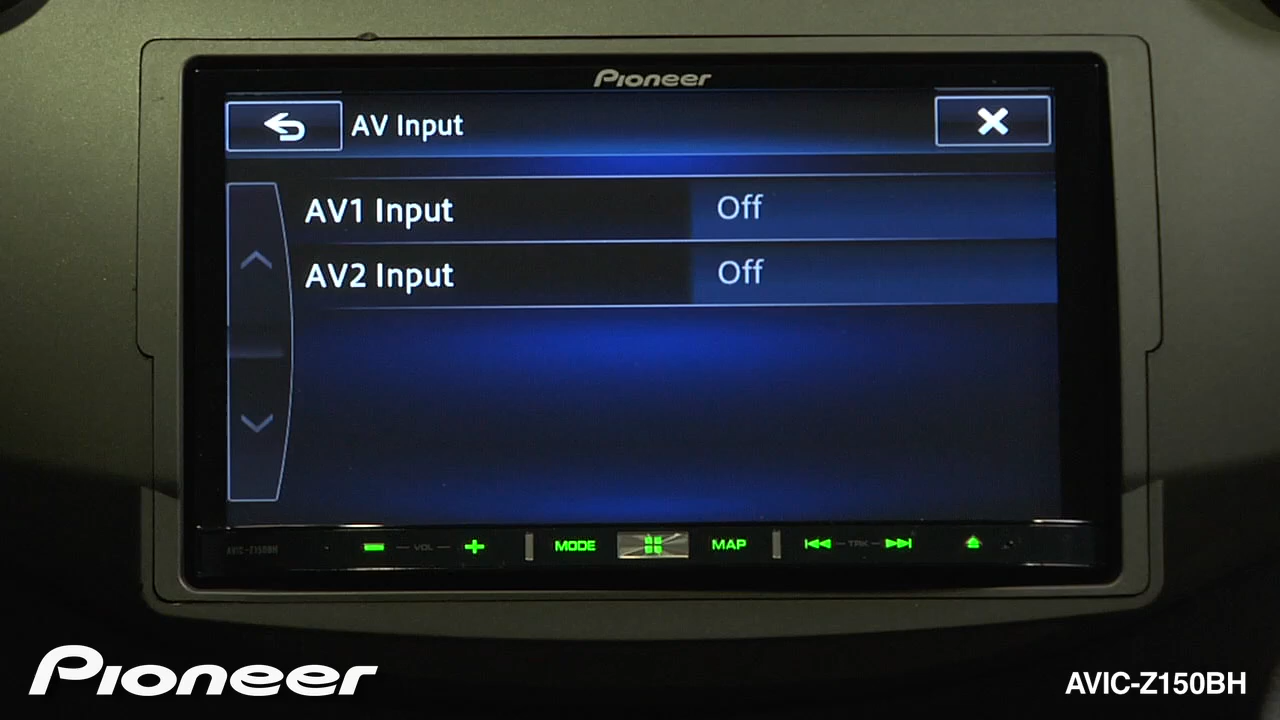 Pioneer
AV Input
AV1 Input Off
AV2 Input Off
AVIC-Z150BH
VOL
MODE
MAP
TRK
Pioneer
AVIC-Z150BH